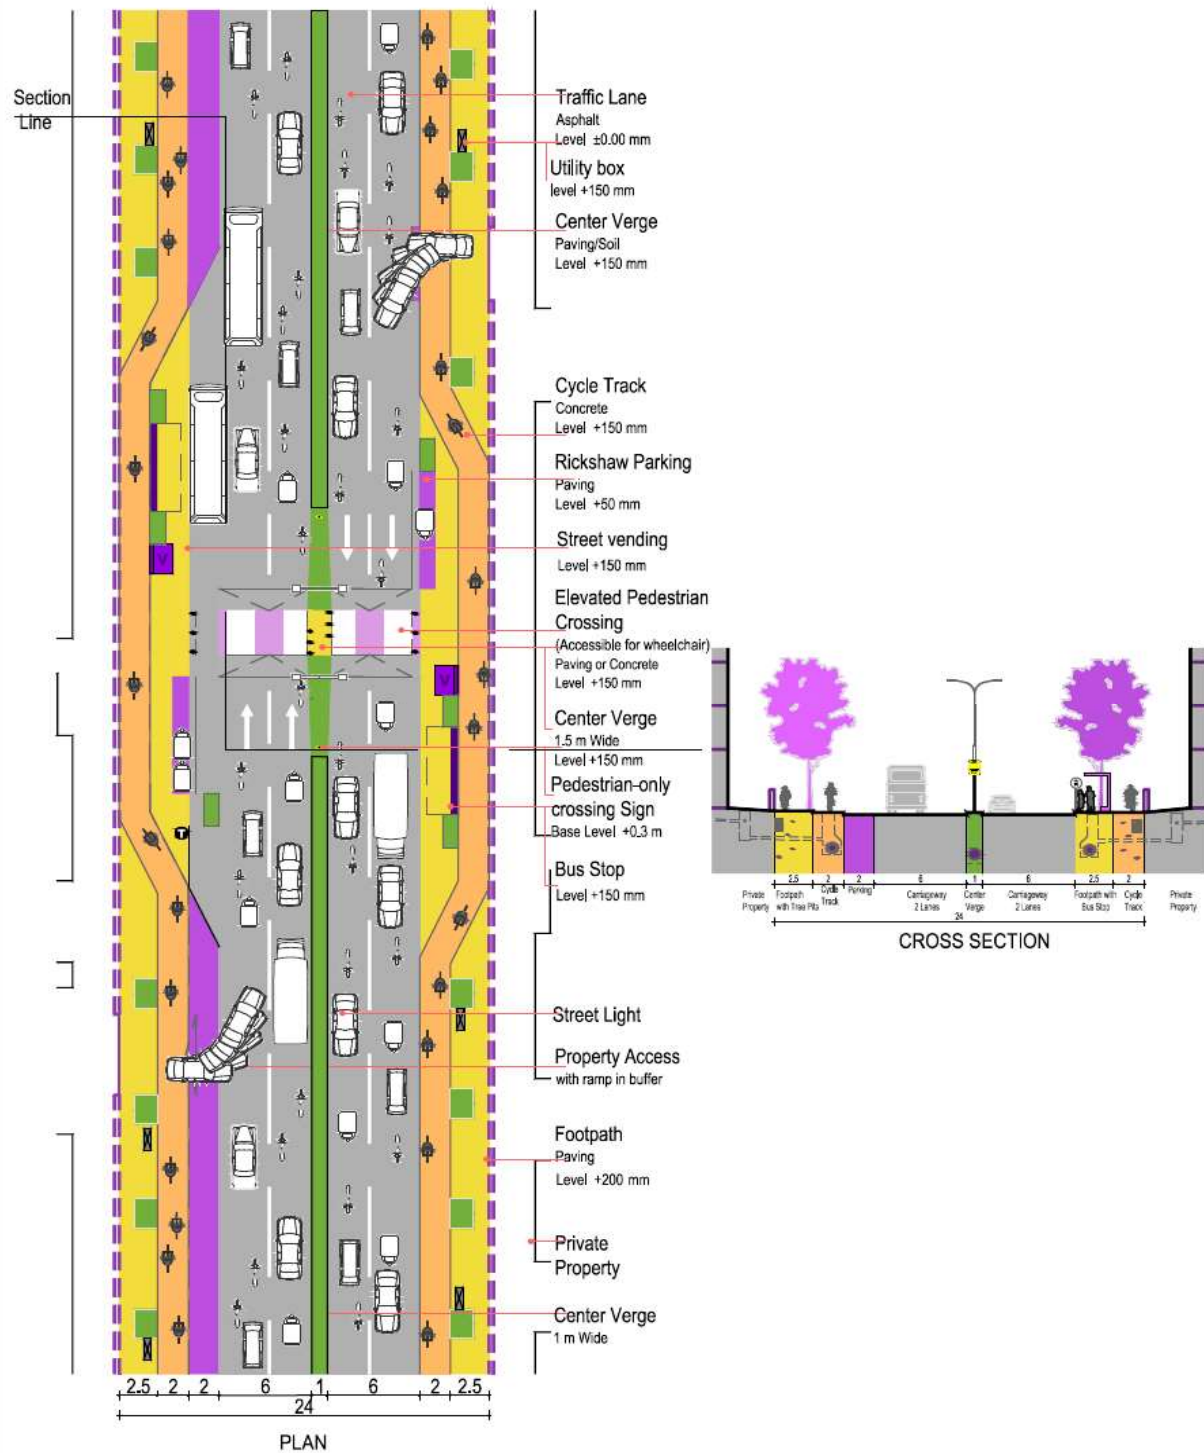 Section
Line
Traffic Lane
Asphalt
Level ±0.00 mm
Utility box
level +150 mm
Center Verge
Paving/Soil
Level +150 mm
Cycle Track
Concrete
Level +150 mm
Rickshaw Parking
Paving
Level +50 mm
Street vending
Level +150 mm
Elevated Pedestrian
Crossing
(Accessible for wheelchair)
Paving or Concrete
Level +150 mm
Center Verge
1.5 m Wide
Level +150 mm
Pedestrian-only
crossing Sign
Base Level +0.3 m
Bus Stop
Level +150 mm
Street Light
Property Access
with ramp in buffer
Footpath
Paving
Level +200 mm
Private
Property
Center Verge
1 m Wide
V
V
T
2.5 2 2 6 1 6 2 2.5
24
PLAN
2.5 2 2 6 1 6 2.5 2
Private Property
Footpath with Tree Pits
Cycle Track
Parking
Carriageway 2 Lanes
Center Verge
Carriageway 2 Lanes
Footpath with Bus Stop
Cycle Track
Private Property
24
CROSS SECTION